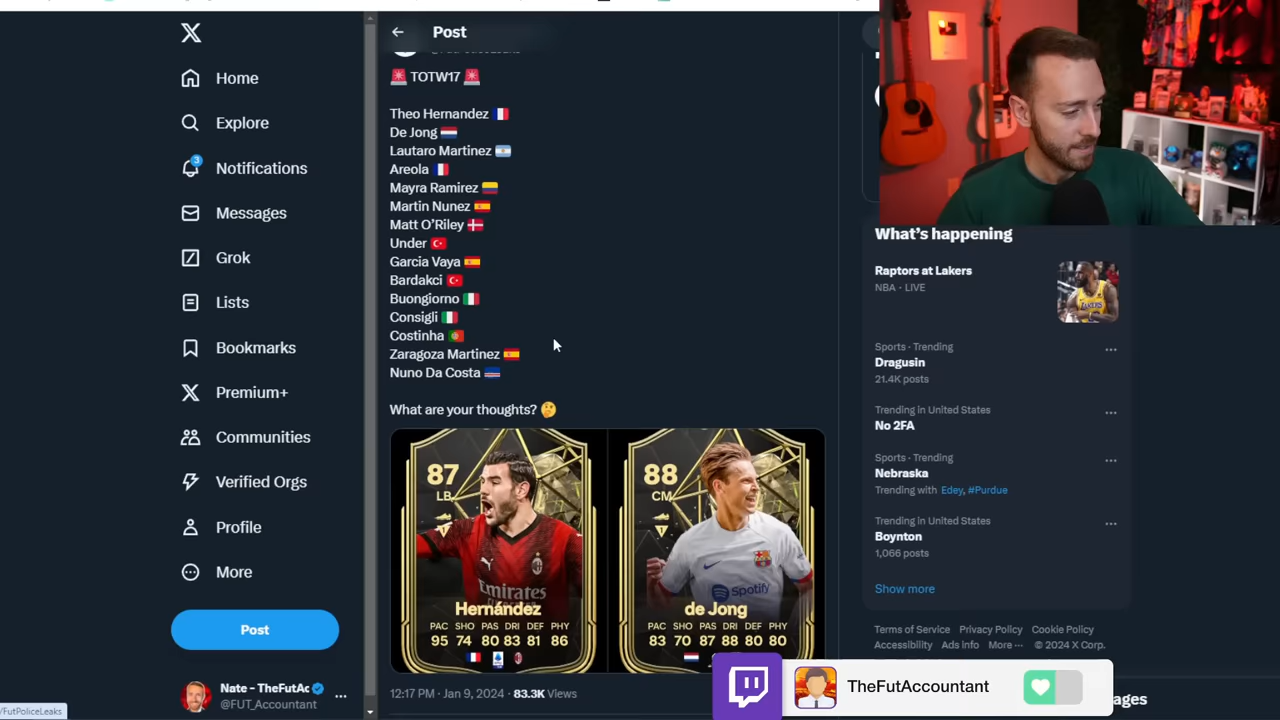 Post
TOTW17
Theo Hernandez
De Jong
Lautaro Martinez
Areola
Mayra Ramirez
Martin Nunez
Matt O'Riley
Under
Garcia Vaya
Bardakci
Buongiorno
Consigli
Costinha
Zaragoza Martinez
Nuno Da Costa
What are your thoughts?
87
LB
Emirates
Hernández
PAC SHO PAS DRI DEF PHY
95 74 80 83 81 86
88
CM
Spotify
de Jong
PAC SHO PAS DRI DEF PHY
83 70 87 88 80 80
12:17 PM · Jan 9, 2024 · 83.3K Views
Home
Explore
3
Notifications
Messages
Grok
Lists
Bookmarks
Premium+
Communities
Verified Orgs
Profile
More
Post
Nate - TheFutAc
@FUT_Accountant
/FutPoliceLeaks
What's happening
Raptors at Lakers
NBA · LIVE
Sports · Trending
Dragusin
21.4K posts
Trending in United States
No 2FA
Sports · Trending
Nebraska
Trending with Edey, #Purdue
Trending in United States
Boynton
1,066 posts
Show more
Terms of Service Privacy Policy Cookie Policy
Accessibility Ads info More ··· © 2024 X Corp.
TheFutAccountant
ages